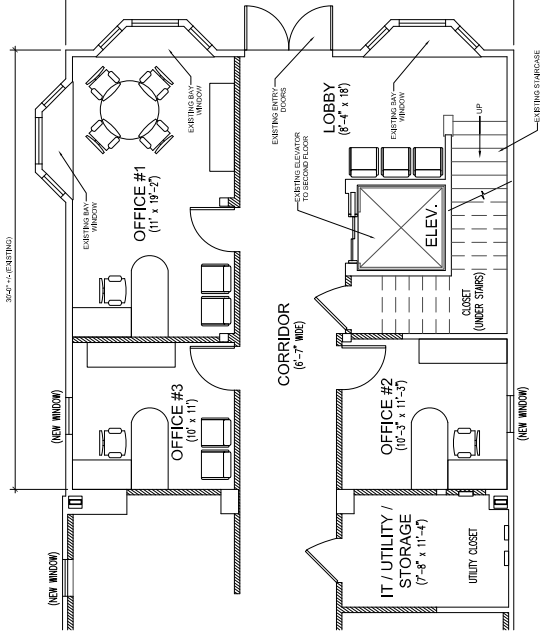 30'-0" +/- (EXISTING)
EXISTING BAY
WINDOW
EXISTING BAY
WINDOW
OFFICE #1
(11' x 19'-2")
EXISTING ENTRY
DOORS
LOBBY
(8'-4" x 18')
EXISTING BAY
WINDOW
EXISTING STAIRCASE
UP
EXISTING ELEVATOR
TO SECOND FLOOR
ELEV.
CLOSET
(UNDER STAIRS)
CORRIDOR
(6'-7" WIDE)
(NEW WINDOW)
OFFICE #3
(10' x 11')
OFFICE #2
(10'-3" x 11'-3")
(NEW WINDOW)
(NEW WINDOW)
IT / UTILITY /
STORAGE
(7'-8" x 11'-4")
UTILITY CLOSET